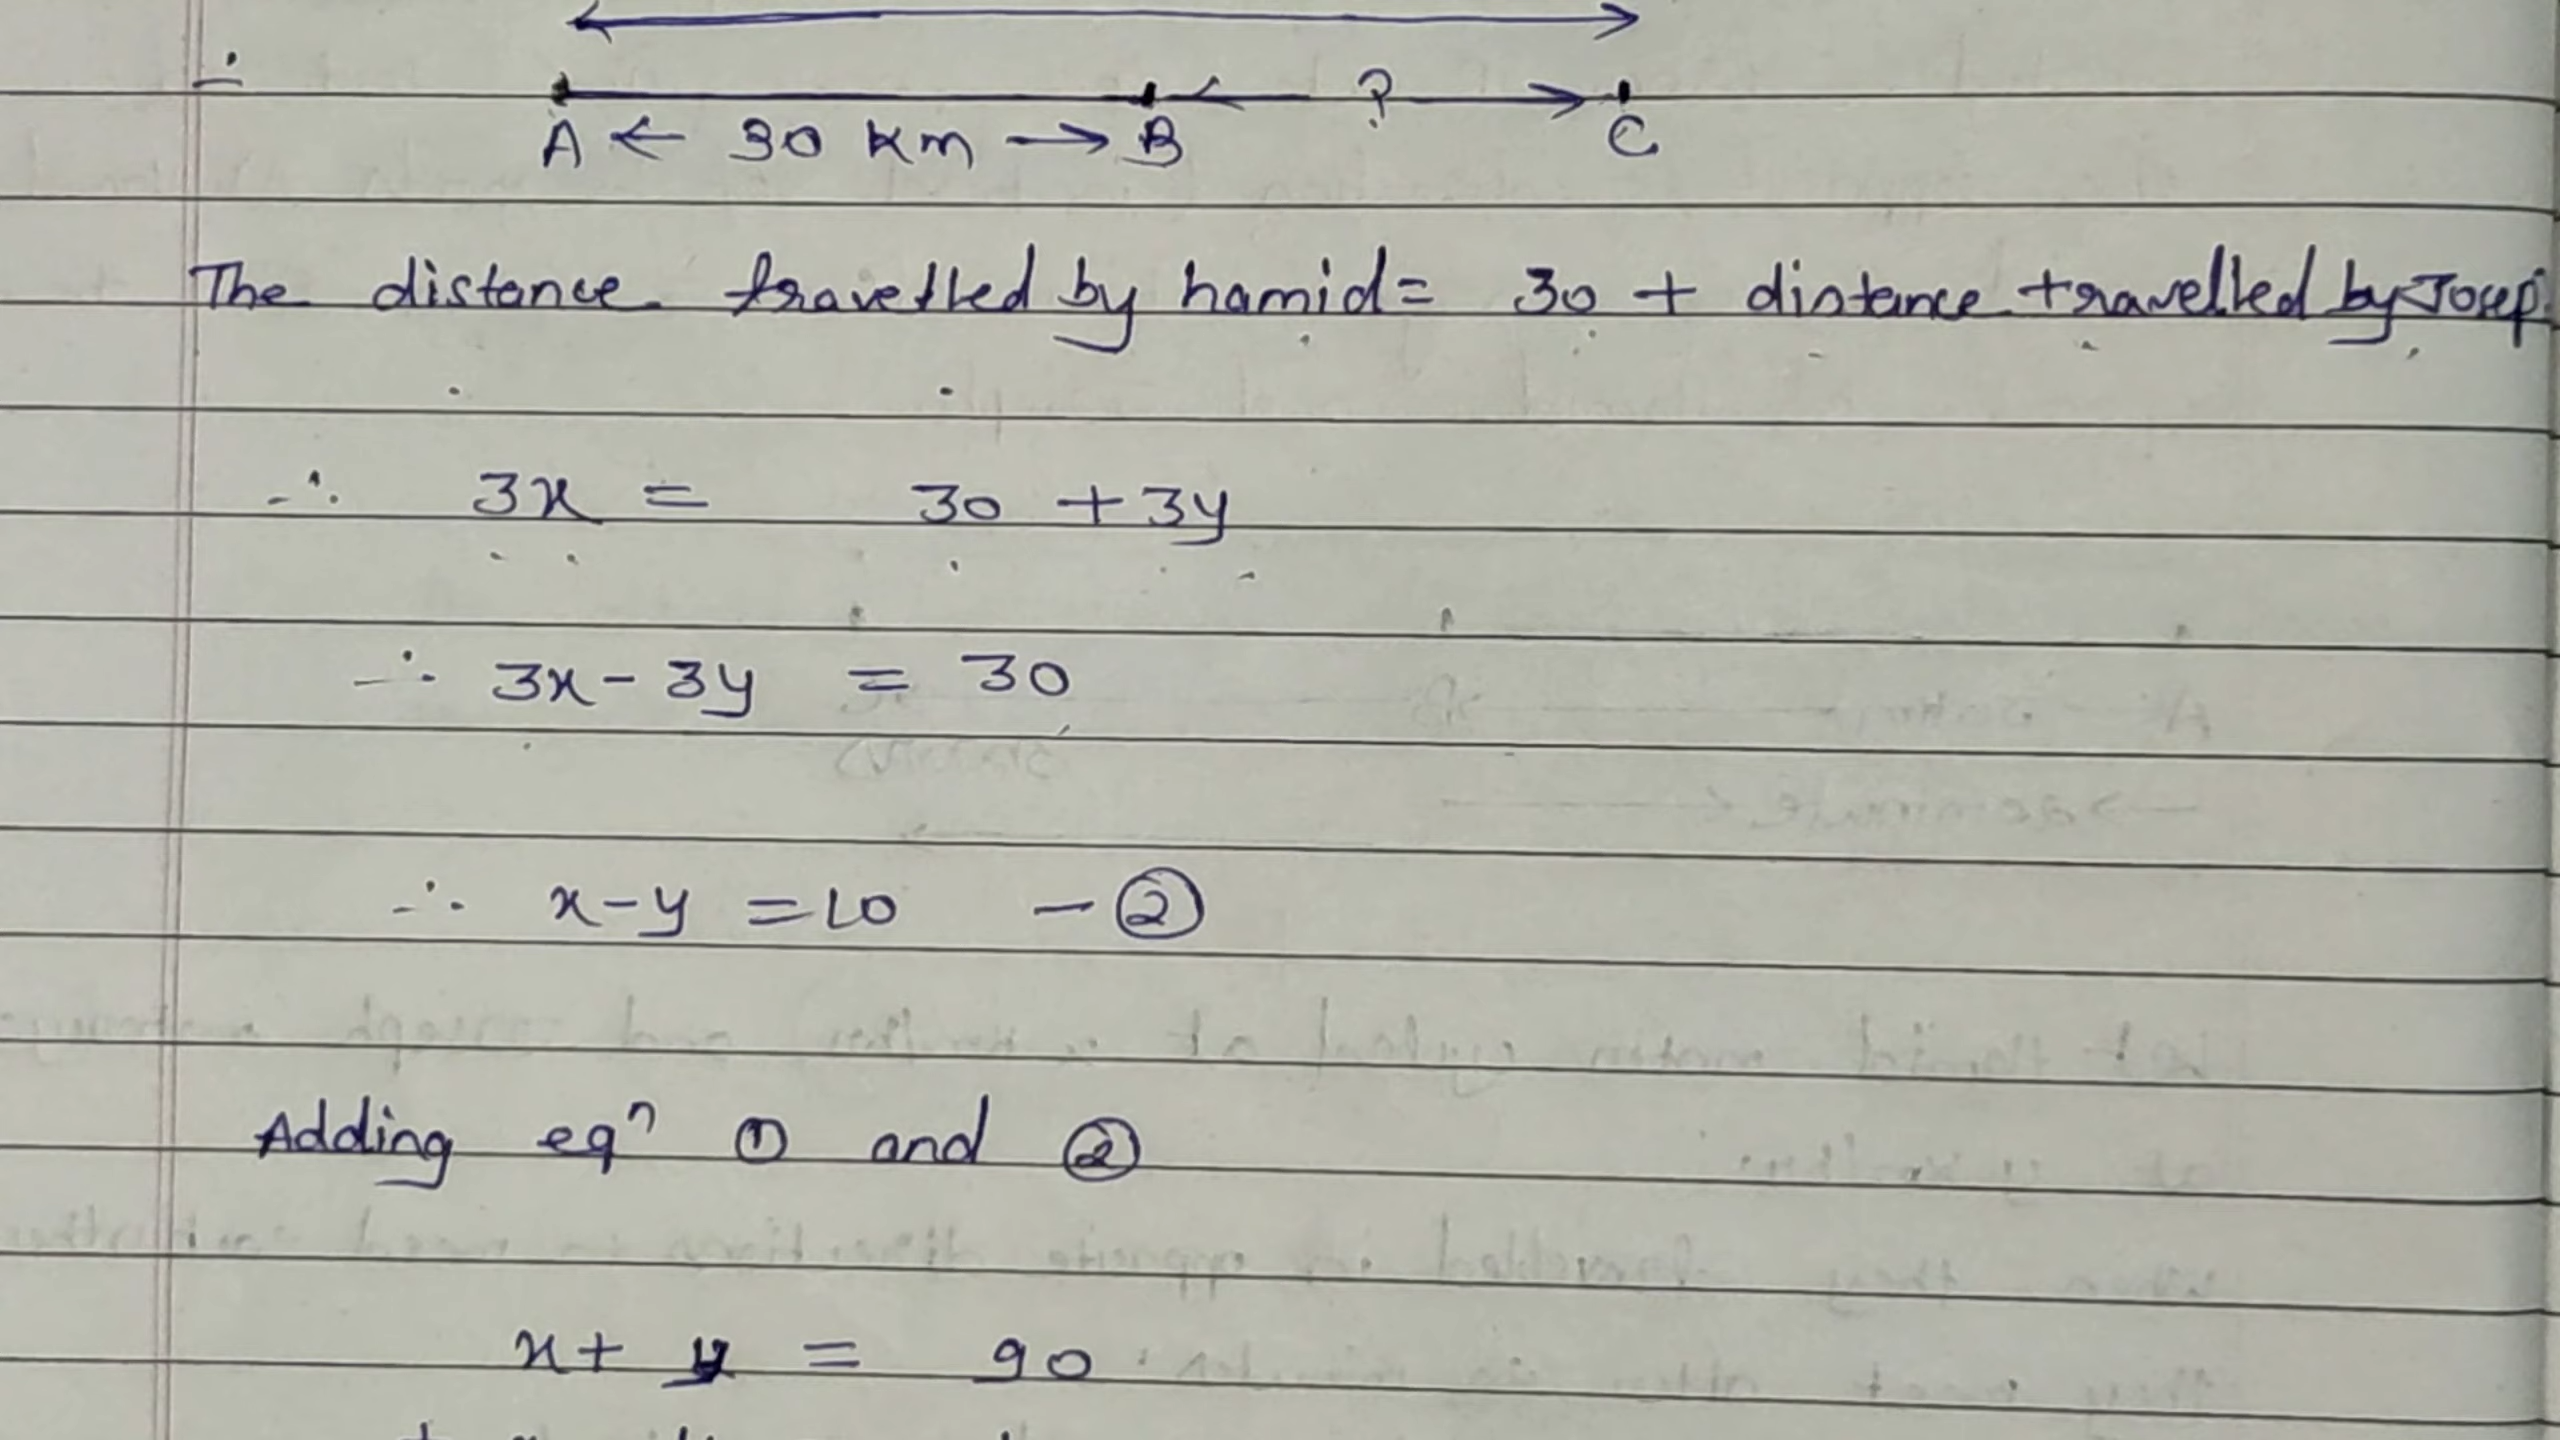 ?
A ← 30 km → B C
The distance travelled by hamid = 30 + distance travelled by Josep
∴ 3x = 30 + 3y
∴ 3x - 3y = 30
∴ x - y = 10 - ②
Adding eqⁿ ① and ②
x + y = 90